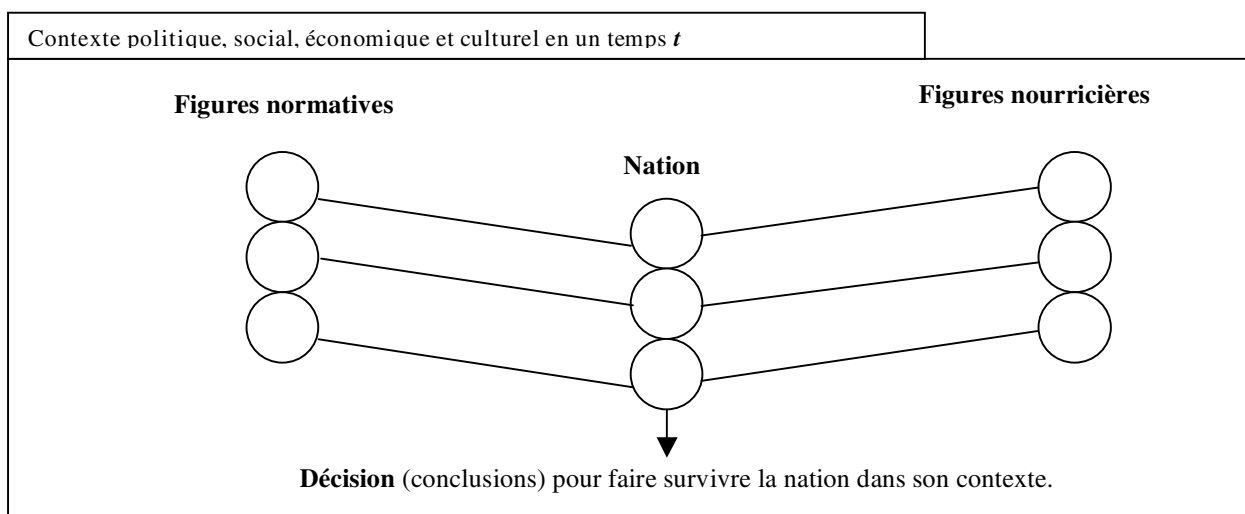 Contexte politique, social, économique et culturel en un temps t
Figures normatives
Figures nourricières
Nation
Décision (conclusions) pour faire survivre la nation dans son contexte.